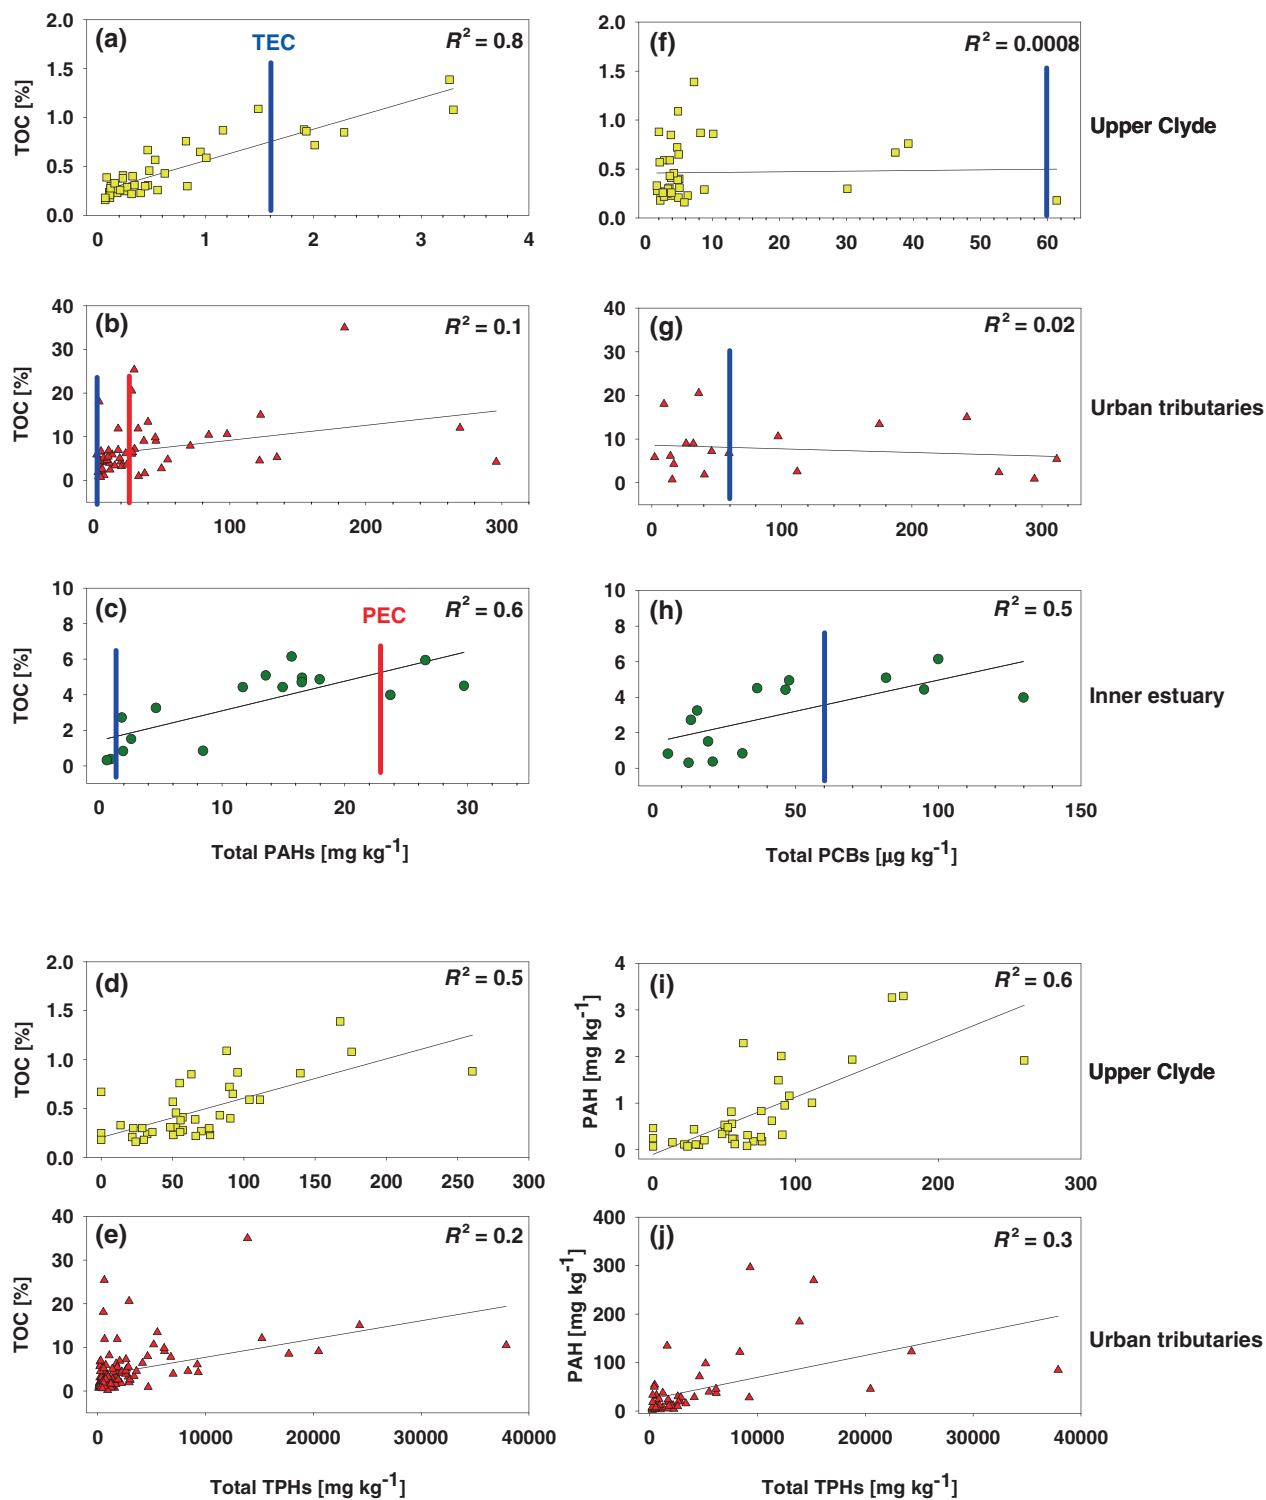 (a)
TEC
R² = 0.8
TOC [%]
2.0
1.5
1.0
0.5
0.0
0 1 2 3 4
(f)
R² = 0.0008
2.0
1.5
1.0
0.5
0.0
0 10 20 30 40 50 60
Upper Clyde
(b)
R² = 0.1
TOC [%]
40
30
20
10
0
0 100 200 300
(g)
R² = 0.02
40
30
20
10
0
0 100 200 300
Urban tributaries
(c)
PEC
R² = 0.6
TOC [%]
10
8
6
4
2
0
0 10 20 30
Total PAHs [mg kg⁻¹]
(h)
R² = 0.5
10
8
6
4
2
0
0 50 100 150
Total PCBs [µg kg⁻¹]
Inner estuary
(d)
R² = 0.5
TOC [%]
2.0
1.5
1.0
0.5
0.0
0 50 100 150 200 250 300
(i)
R² = 0.6
PAH [mg kg⁻¹]
4
3
2
1
0
0 100 200 300
Upper Clyde
(e)
R² = 0.2
TOC [%]
40
30
20
10
0
0 10000 20000 30000 40000
Total TPHs [mg kg⁻¹]
(j)
R² = 0.3
PAH [mg kg⁻¹]
400
300
200
100
0
0 10000 20000 30000 40000
Total TPHs [mg kg⁻¹]
Urban tributaries